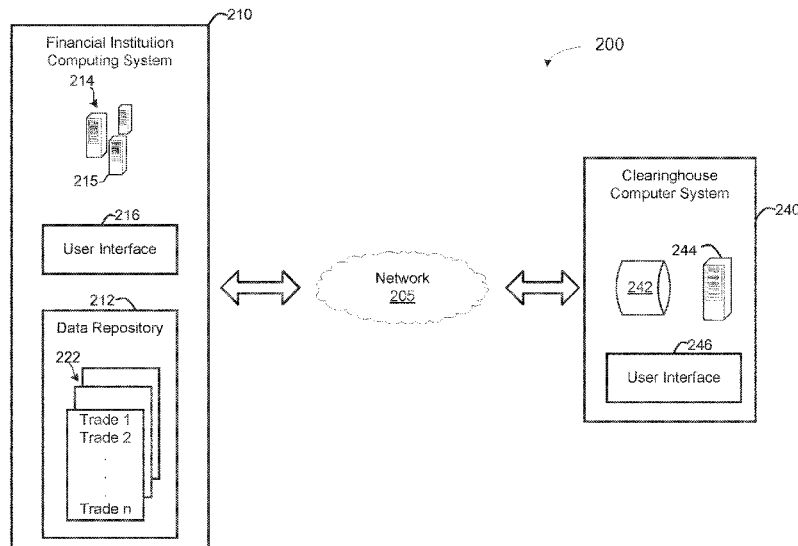 210
Financial Institution
Computing System
214
215
216
User Interface
212
Data Repository
222
Trade 1
Trade 2
.
.
.
Trade n
200
Network
205
Clearinghouse
Computer System
240
244
242
246
User Interface